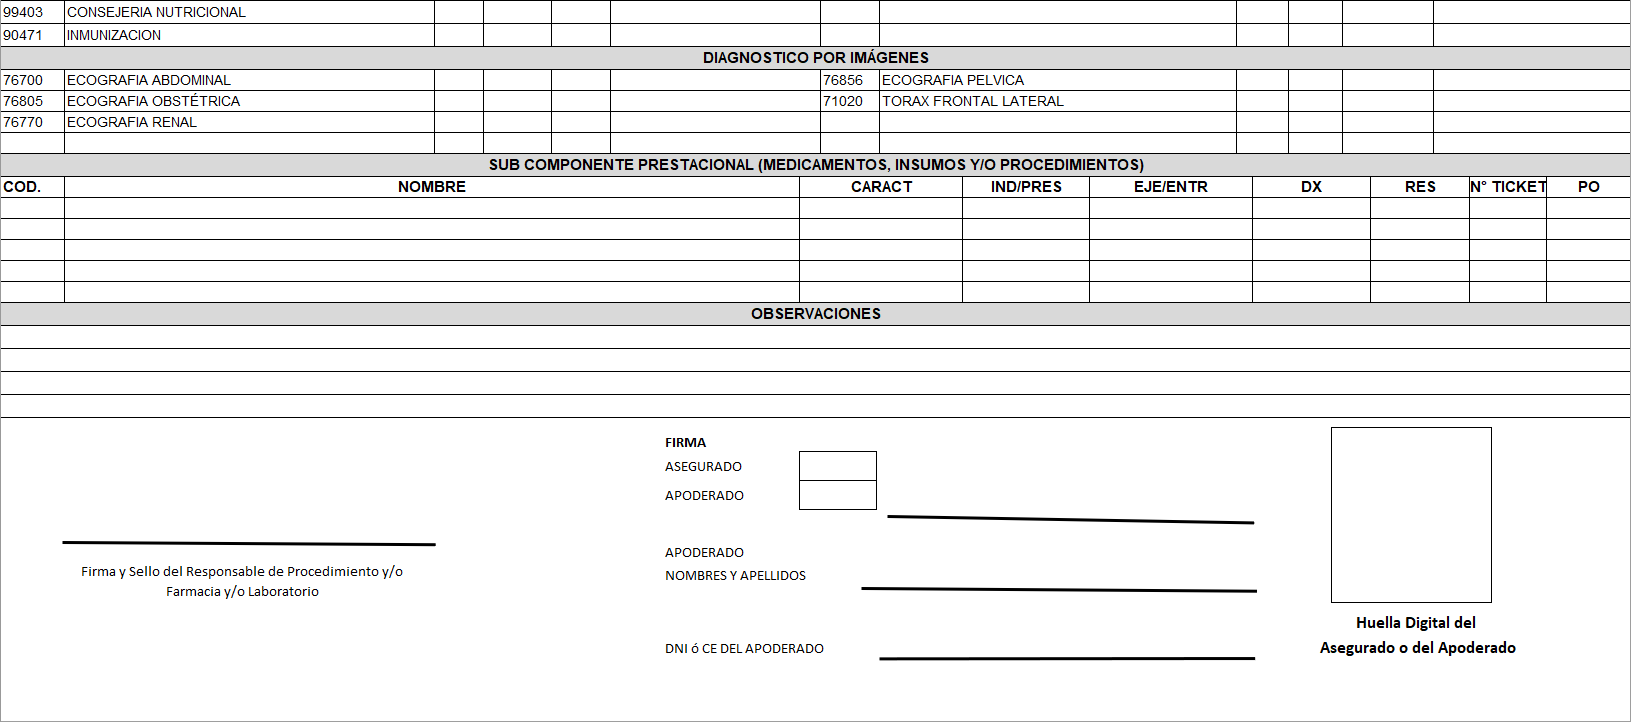 99403 CONSEJERIA NUTRICIONAL
90471 INMUNIZACION
DIAGNOSTICO POR IMÁGENES
76700 ECOGRAFIA ABDOMINAL 76856 ECOGRAFIA PELVICA
76805 ECOGRAFIA OBSTÉTRICA 71020 TORAX FRONTAL LATERAL
76770 ECOGRAFIA RENAL
SUB COMPONENTE PRESTACIONAL (MEDICAMENTOS, INSUMOS Y/O PROCEDIMIENTOS)
COD. NOMBRE CARACT IND/PRES EJE/ENTR DX RES N° TICKET PO
OBSERVACIONES
FIRMA
ASEGURADO
APODERADO
Firma y Sello del Responsable de Procedimiento y/o
Farmacia y/o Laboratorio
APODERADO
NOMBRES Y APELLIDOS
DNI ó CE DEL APODERADO
Huella Digital del
Asegurado o del Apoderado